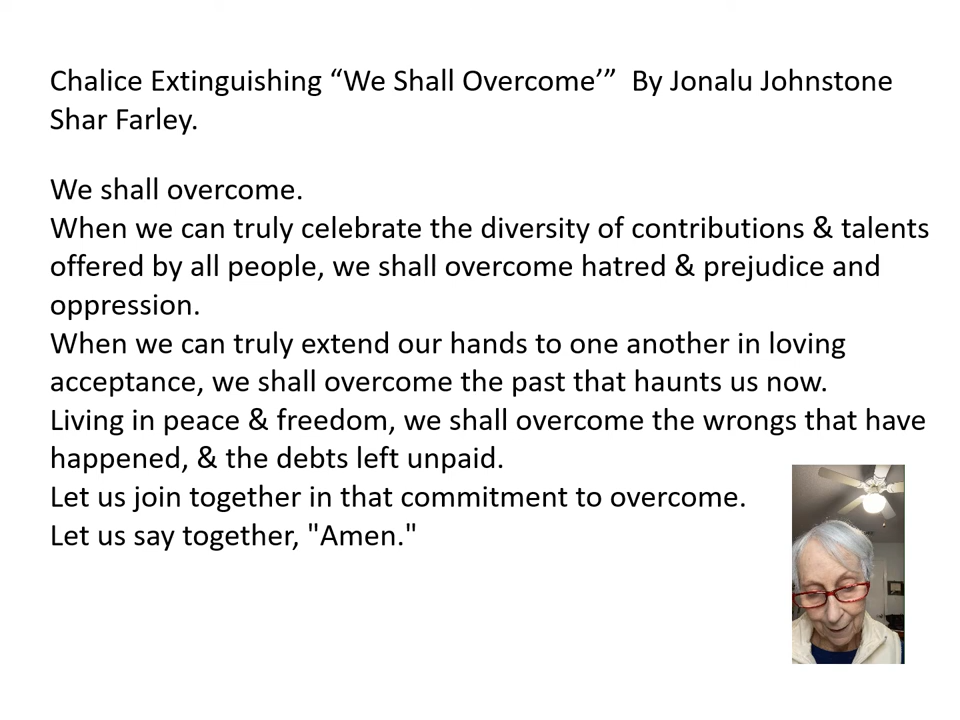 Chalice Extinguishing “We Shall Overcome’”  By Jonalu Johnstone
Shar Farley.
We shall overcome.
When we can truly celebrate the diversity of contributions & talents
offered by all people, we shall overcome hatred & prejudice and
oppression.
When we can truly extend our hands to one another in loving
acceptance, we shall overcome the past that haunts us now.
Living in peace & freedom, we shall overcome the wrongs that have
happened, & the debts left unpaid.
Let us join together in that commitment to overcome.
Let us say together, "Amen."